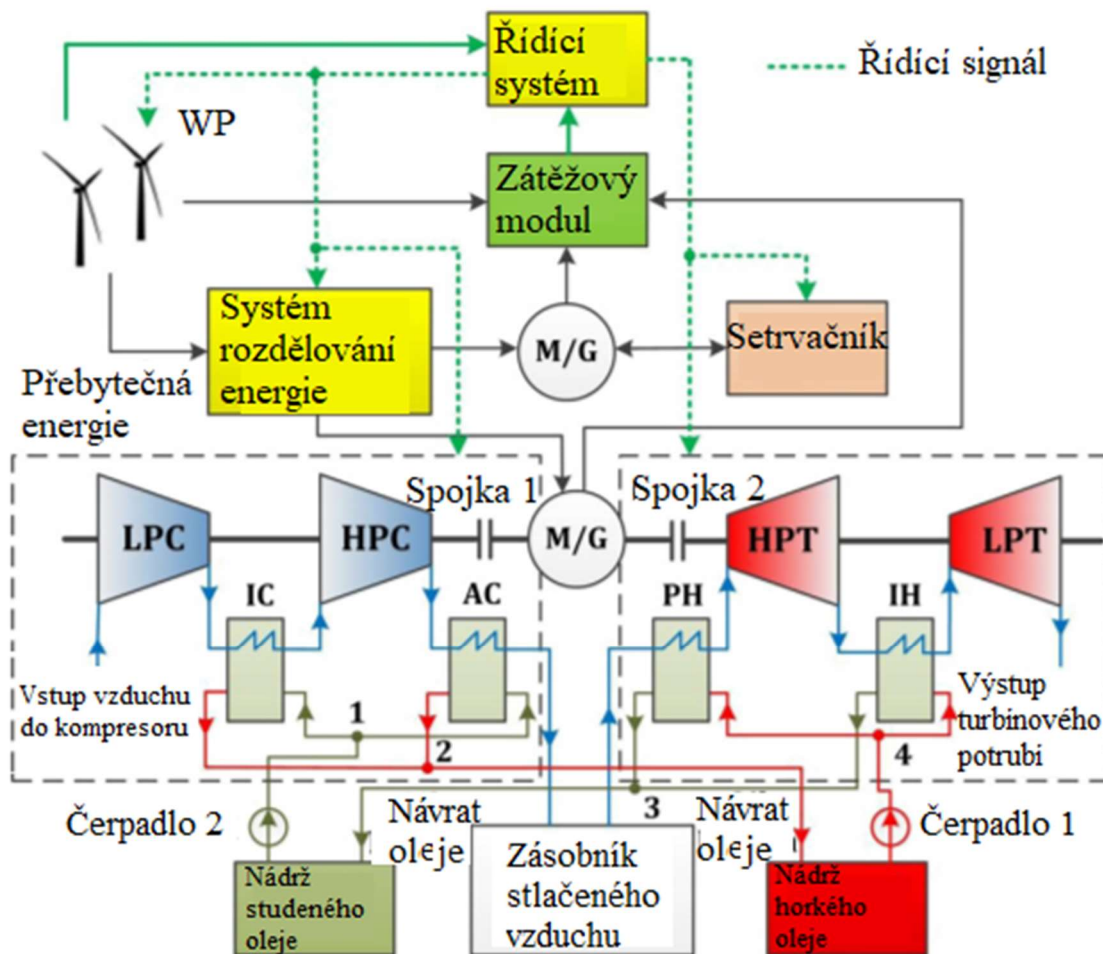 Řídící
systém
Řídící signál
WP
Zátěžový
modul
Systém
rozdělování
energie
M/G
Setrvačník
Přebytečná
energie
Spojka 1
Spojka 2
LPC
HPC
M/G
HPT
LPT
IC
AC
PH
IH
Vstup vzduchu
do kompresoru
1
2
3
4
Výstup
turbínového
potrubí
Čerpadlo 2
Návrat
oleje
Návrat
oleje
Čerpadlo 1
Nádrž
studeného
oleje
Zásobník
stlačeného
vzduchu
Nádrž
horkého
oleje